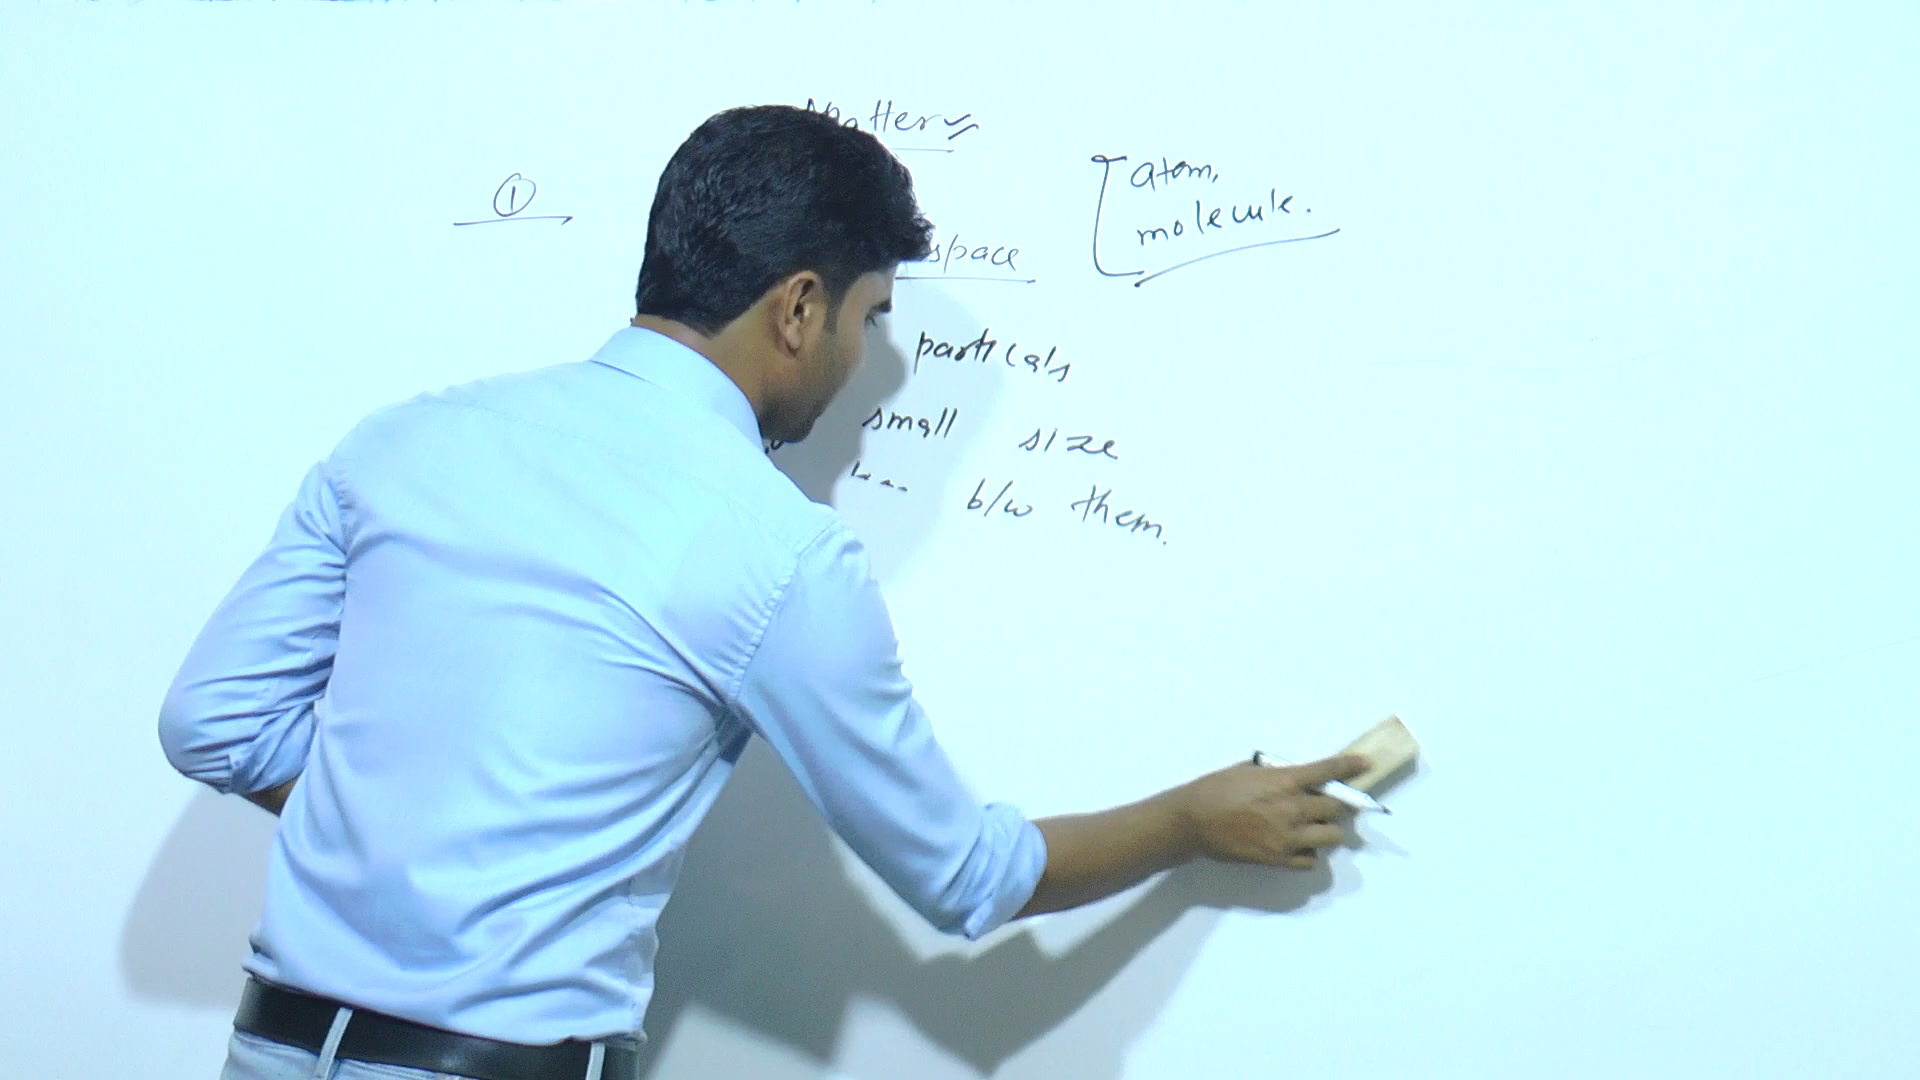 Matter
①
atom,
molecule.
space
particals
small size
b/w them.